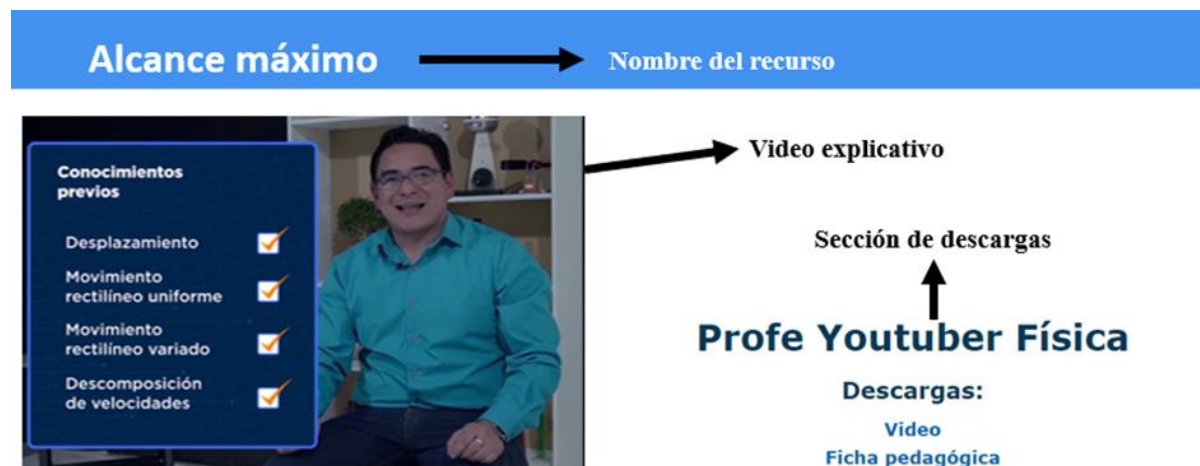 Alcance máximo
Nombre del recurso
Conocimientos
previos
Desplazamiento
Movimiento
rectilíneo uniforme
Movimiento
rectilíneo variado
Descomposición
de velocidades
Video explicativo
Sección de descargas
Profe Youtuber Física
Descargas:
Video
Ficha pedagógica